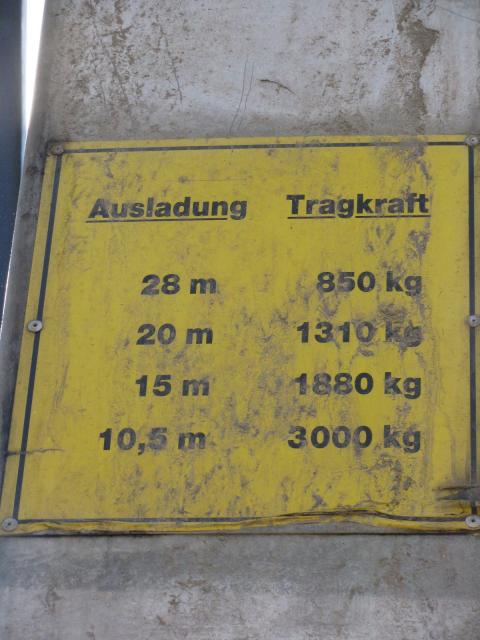 Ausladung Tragkraft
28 m 850 kg
20 m 1310 kg
15 m 1880 kg
10,5 m 3000 kg